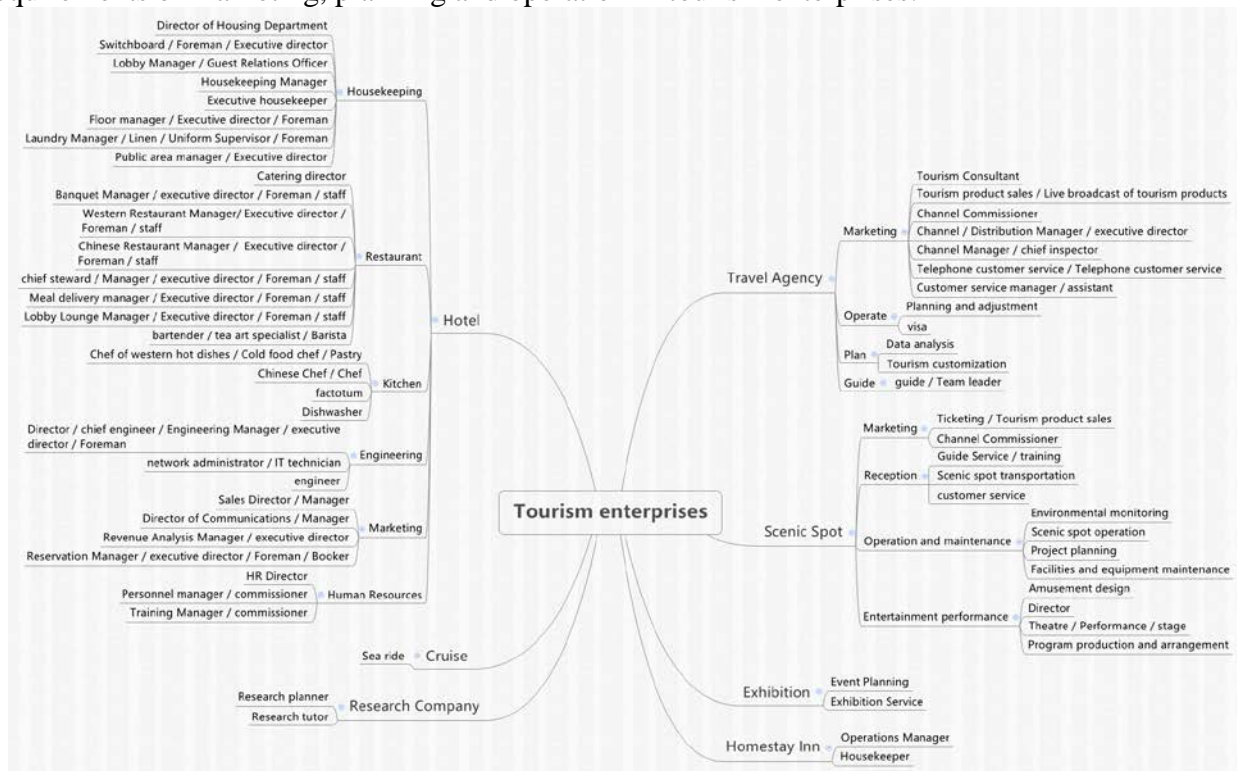 quirements of marketing, planning and operation in tourism enterprises.
Director of Housing Department
Switchboard / Foreman / Executive director
Lobby Manager / Guest Relations Officer
Housekeeping Manager
Executive housekeeper
Floor manager / Executive director / Foreman
Laundry Manager / Linen / Uniform Supervisor / Foreman
Public area manager / Executive director
Housekeeping
Catering director
Banquet Manager / executive director / Foreman / staff
Western Restaurant Manager/ Executive director /
Foreman / staff
Chinese Restaurant Manager / Executive director /
Foreman / staff
chief steward / Manager / executive director / Foreman / staff
Meal delivery manager / Executive director / Foreman / staff
Lobby Lounge Manager / Executive director / Foreman / staff
bartender / tea art specialist / Barista
Restaurant
Chef of western hot dishes / Cold food chef / Pastry
Chinese Chef / Chef
factotum
Dishwasher
Kitchen
Director / chief engineer / Engineering Manager / executive
director / Foreman
network administrator / IT technician
engineer
Engineering
Sales Director / Manager
Director of Communications / Manager
Revenue Analysis Manager / executive director
Reservation Manager / executive director / Foreman / Booker
Marketing
HR Director
Personnel manager / commissioner
Training Manager / commissioner
Human Resources
Hotel
Sea ride
Cruise
Research planner
Research tutor
Research Company
Tourism enterprises
Travel Agency
Marketing
Tourism Consultant
Tourism product sales / Live broadcast of tourism products
Channel Commissioner
Channel / Distribution Manager / executive director
Channel Manager / chief inspector
Telephone customer service / Telephone customer service
Customer service manager / assistant
Operate
Planning and adjustment
visa
Plan
Data analysis
Tourism customization
Guide
guide / Team leader
Scenic Spot
Marketing
Ticketing / Tourism product sales
Channel Commissioner
Reception
Guide Service / training
Scenic spot transportation
customer service
Operation and maintenance
Environmental monitoring
Scenic spot operation
Project planning
Facilities and equipment maintenance
Entertainment performance
Amusement design
Director
Theatre / Performance / stage
Program production and arrangement
Exhibition
Event Planning
Exhibition Service
Homestay Inn
Operations Manager
Housekeeper